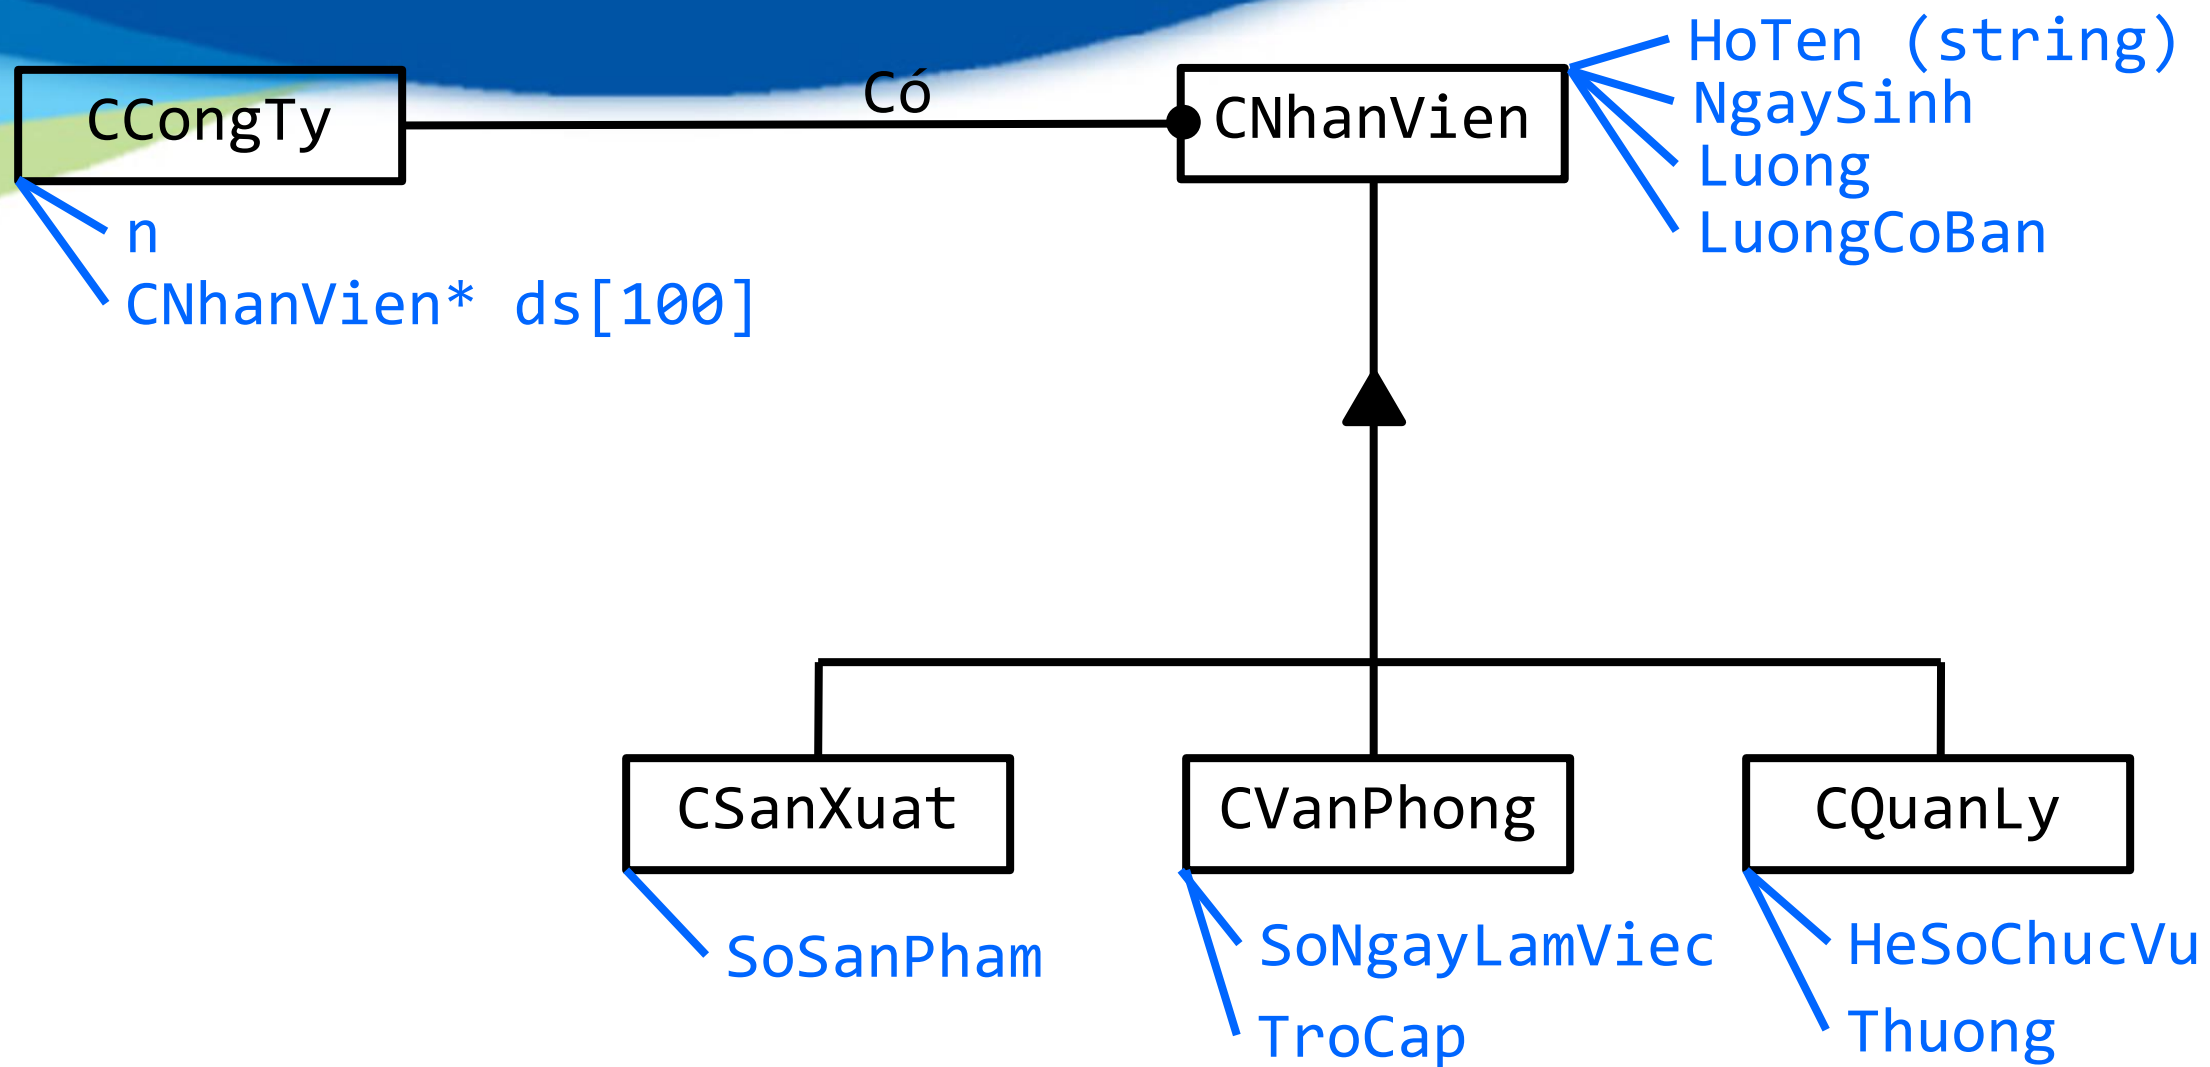 CCongTy
Có
CNhanVien
HoTen (string)
NgaySinh
Luong
LuongCoBan
n
CNhanVien* ds[100]
CSanXuat
CVanPhong
CQuanLy
SoSanPham
SoNgayLamViec
TroCap
HeSoChucVu
Thuong